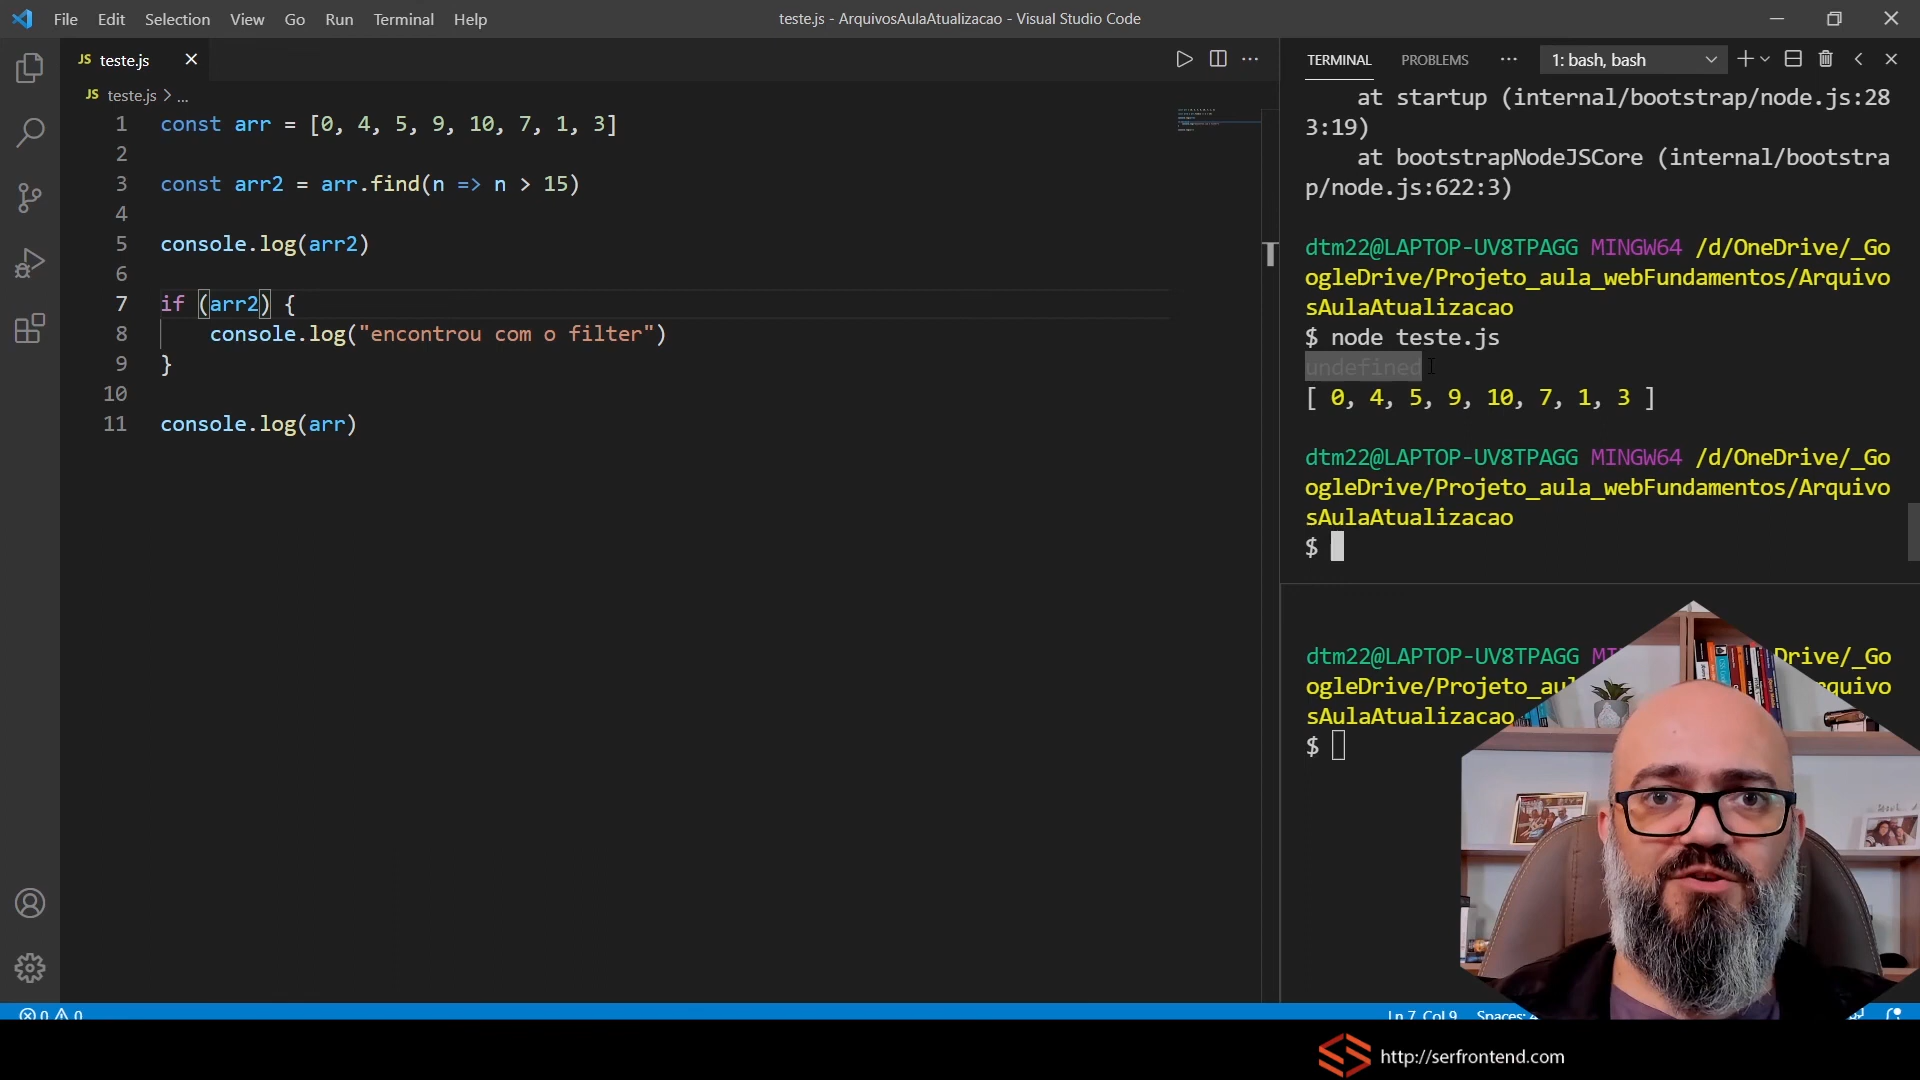 File Edit Selection View Go Run Terminal Help
teste.js - ArquivosAulaAtualizacao - Visual Studio Code
JS teste.js
JS teste.js > ...
1 const arr = [0, 4, 5, 9, 10, 7, 1, 3]
2
3 const arr2 = arr.find(n => n > 15)
4
5 console.log(arr2)
6
7 if (arr2) {
8 console.log("encontrou com o filter")
9 }
10
11 console.log(arr)
TERMINAL PROBLEMS ... 1: bash, bash
at startup (internal/bootstrap/node.js:28
3:19)
at bootstrapNodeJSCore (internal/bootstra
p/node.js:622:3)
dtm22@LAPTOP-UV8TPAGG MINGW64 /d/OneDrive/_Go
ogleDrive/Projeto_aula_webFundamentos/Arquivo
sAulaAtualizacao
$ node teste.js
undefined
[ 0, 4, 5, 9, 10, 7, 1, 3 ]
dtm22@LAPTOP-UV8TPAGG MINGW64 /d/OneDrive/_Go
ogleDrive/Projeto_aula_webFundamentos/Arquivo
sAulaAtualizacao
$
dtm22@LAPTOP-UV8TPAGG Drive/_Go
ogleDrive/Projeto_au quivo
sAulaAtualizacao
$
0 0
Ln 7, Col 9 Spaces:
http://serfrontend.com